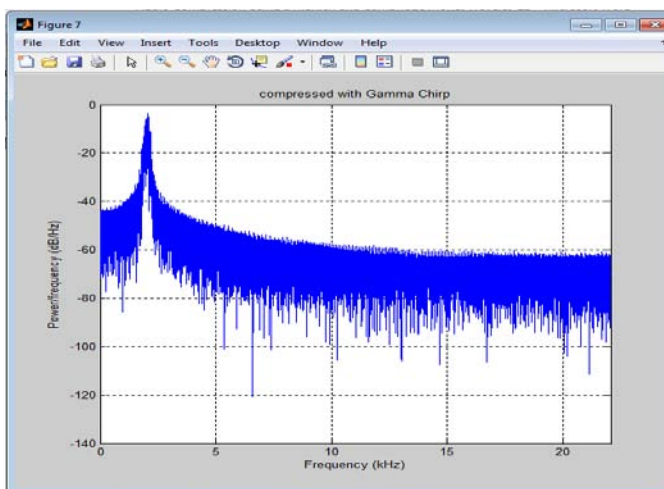 Figure 7
File Edit View Insert Tools Desktop Window Help
compressed with Gamma Chirp
0
-20
-40
-60
-80
-100
-120
-140
Power/frequency (dB/Hz)
0 5 10 15 20
Frequency (kHz)